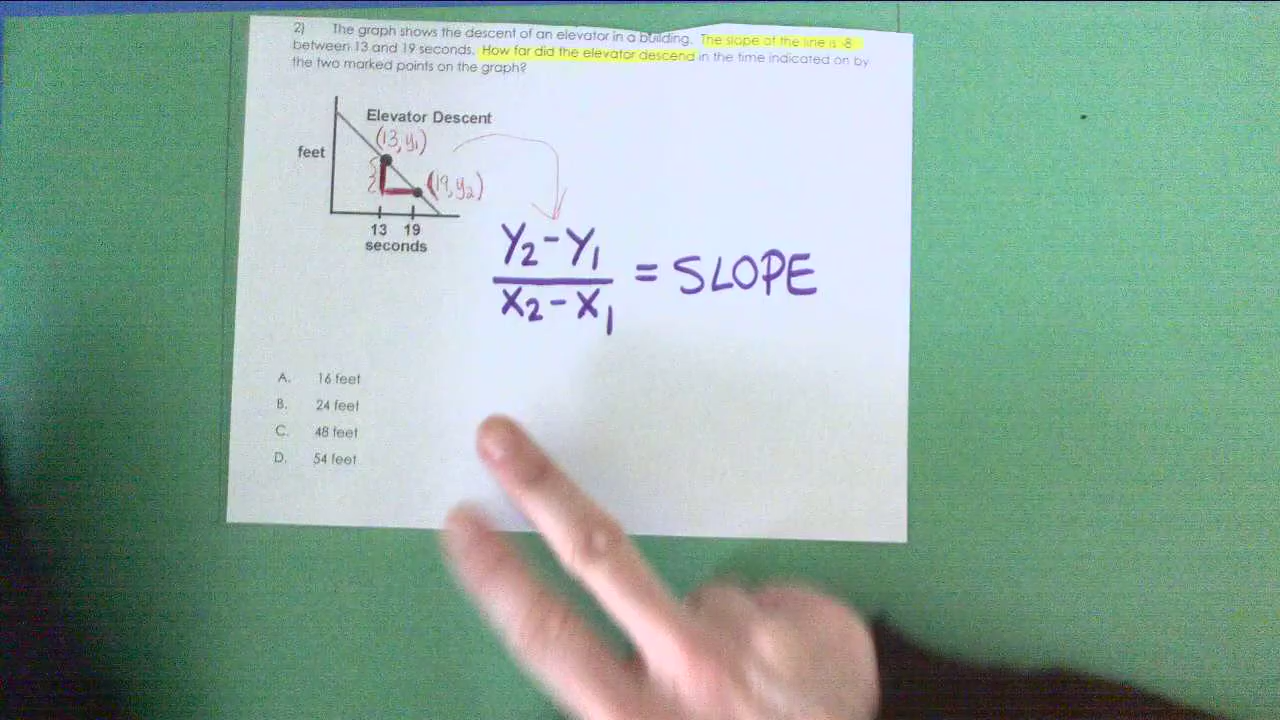 2) The graph shows the descent of an elevator in a building. The slope of the line is -8
between 13 and 19 seconds. How far did the elevator descend in the time indicated on by
the two marked points on the graph?
Elevator Descent
(13, y₁)
feet
(19, y₂)
13 19
seconds
Y₂ - Y₁
X₂ - X₁
= SLOPE
A. 16 feet
B. 24 feet
C. 48 feet
D. 54 feet